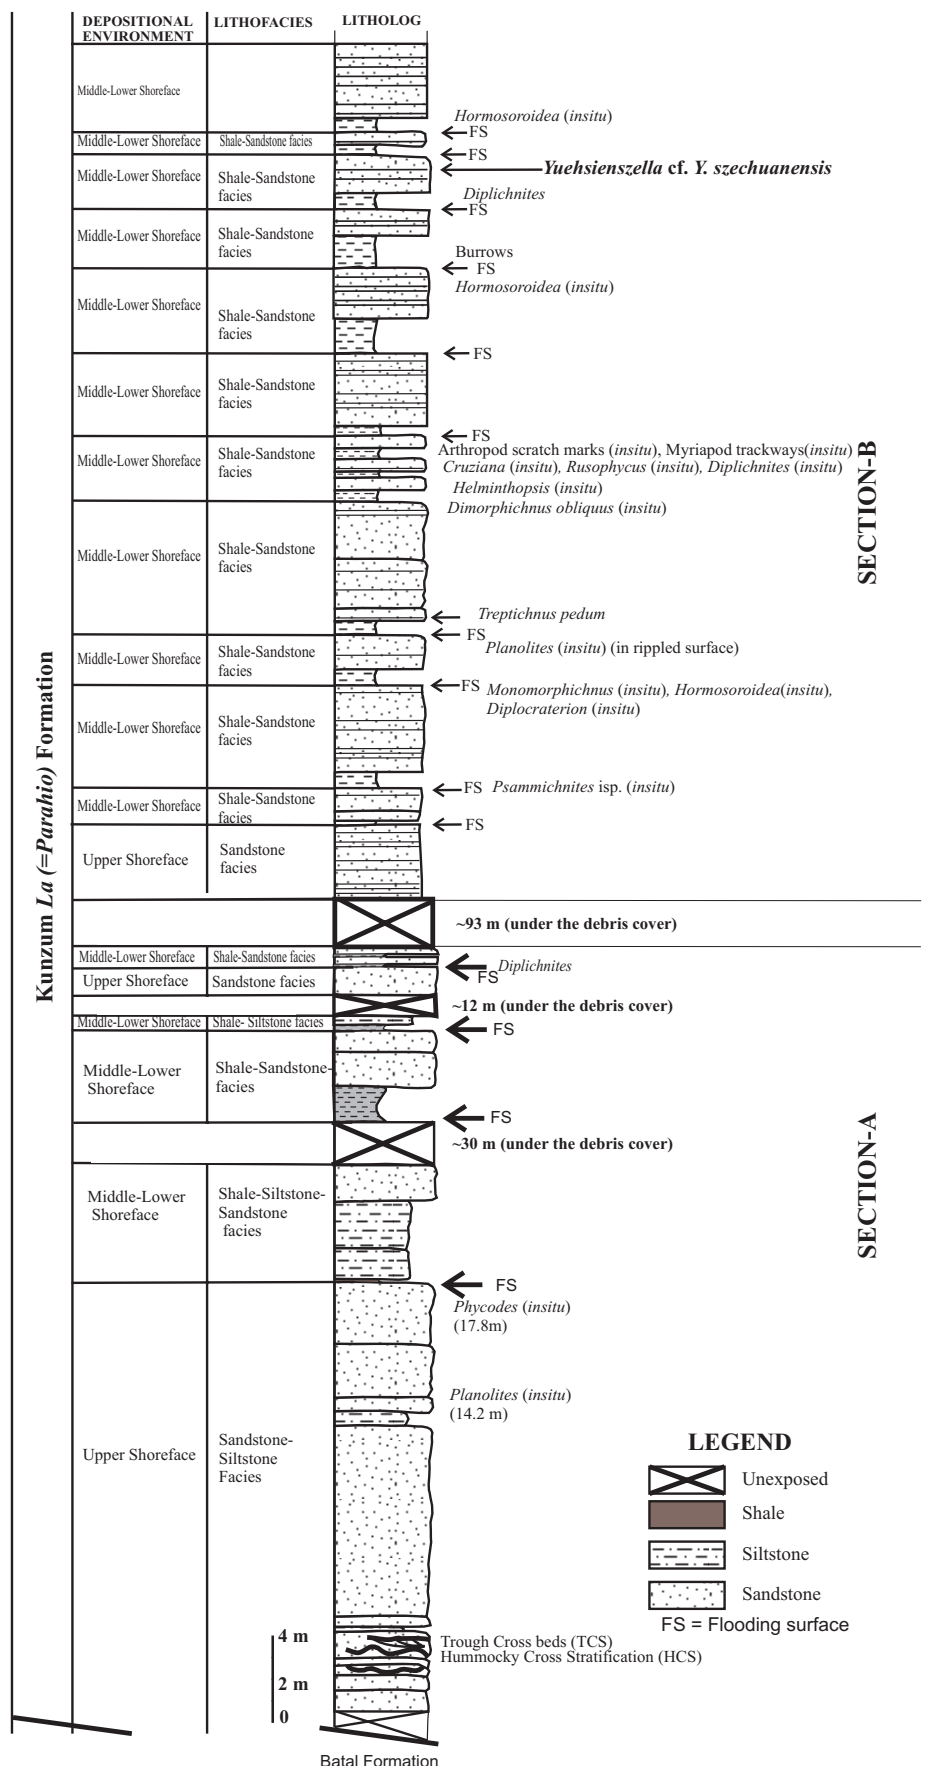 DEPOSITIONAL
ENVIRONMENT
LITHOFACIES
LITHOLOG
Middle-Lower Shoreface
Hormosoroidea (insitu)
FS
Middle-Lower Shoreface
Shale-Sandstone facies
FS
Yuehsienszella cf. Y. szechuanensis
Middle-Lower Shoreface
Shale-Sandstone
facies
Diplichnites
FS
Middle-Lower Shoreface
Shale-Sandstone
facies
Burrows
FS
Hormosoroidea (insitu)
Middle-Lower Shoreface
Shale-Sandstone
facies
FS
Middle-Lower Shoreface
Shale-Sandstone
facies
FS
Arthropod scratch marks (insitu), Myriapod trackways(insitu)
Cruziana (insitu), Rusophycus (insitu), Diplichnites (insitu)
Middle-Lower Shoreface
Shale-Sandstone
facies
Helminthopsis (insitu)
Dimorphichnus obliquus (insitu)
Middle-Lower Shoreface
Shale-Sandstone
facies
Treptichnus pedum
FS
Planolites (insitu) (in rippled surface)
Middle-Lower Shoreface
Shale-Sandstone
facies
FS
Monomorphichnus (insitu), Hormosoroidea(insitu),
Diplocraterion (insitu)
Middle-Lower Shoreface
Shale-Sandstone
facies
FS
Psammichnites isp. (insitu)
Middle-Lower Shoreface
Shale-Sandstone
facies
FS
Upper Shoreface
Sandstone
facies
SECTION-B
Kunzum La (=Parahio) Formation
~93 m (under the debris cover)
Middle-Lower Shoreface
Shale-Sandstone facies
Diplichnites
FS
Upper Shoreface
Sandstone facies
~12 m (under the debris cover)
Middle-Lower Shoreface
Shale- Siltstone facies
FS
Middle-Lower
Shoreface
Shale-Sandstone-
facies
FS
~30 m (under the debris cover)
SECTION-A
Middle-Lower
Shoreface
Shale-Siltstone-
Sandstone
facies
FS
Phycodes (insitu)
(17.8m)
Planolites (insitu)
(14.2 m)
Upper Shoreface
Sandstone-
Siltstone
Facies
LEGEND
Unexposed
Shale
Siltstone
Sandstone
FS = Flooding surface
4 m
2 m
0
Trough Cross beds (TCS)
Hummocky Cross Stratification (HCS)
Batal Formation